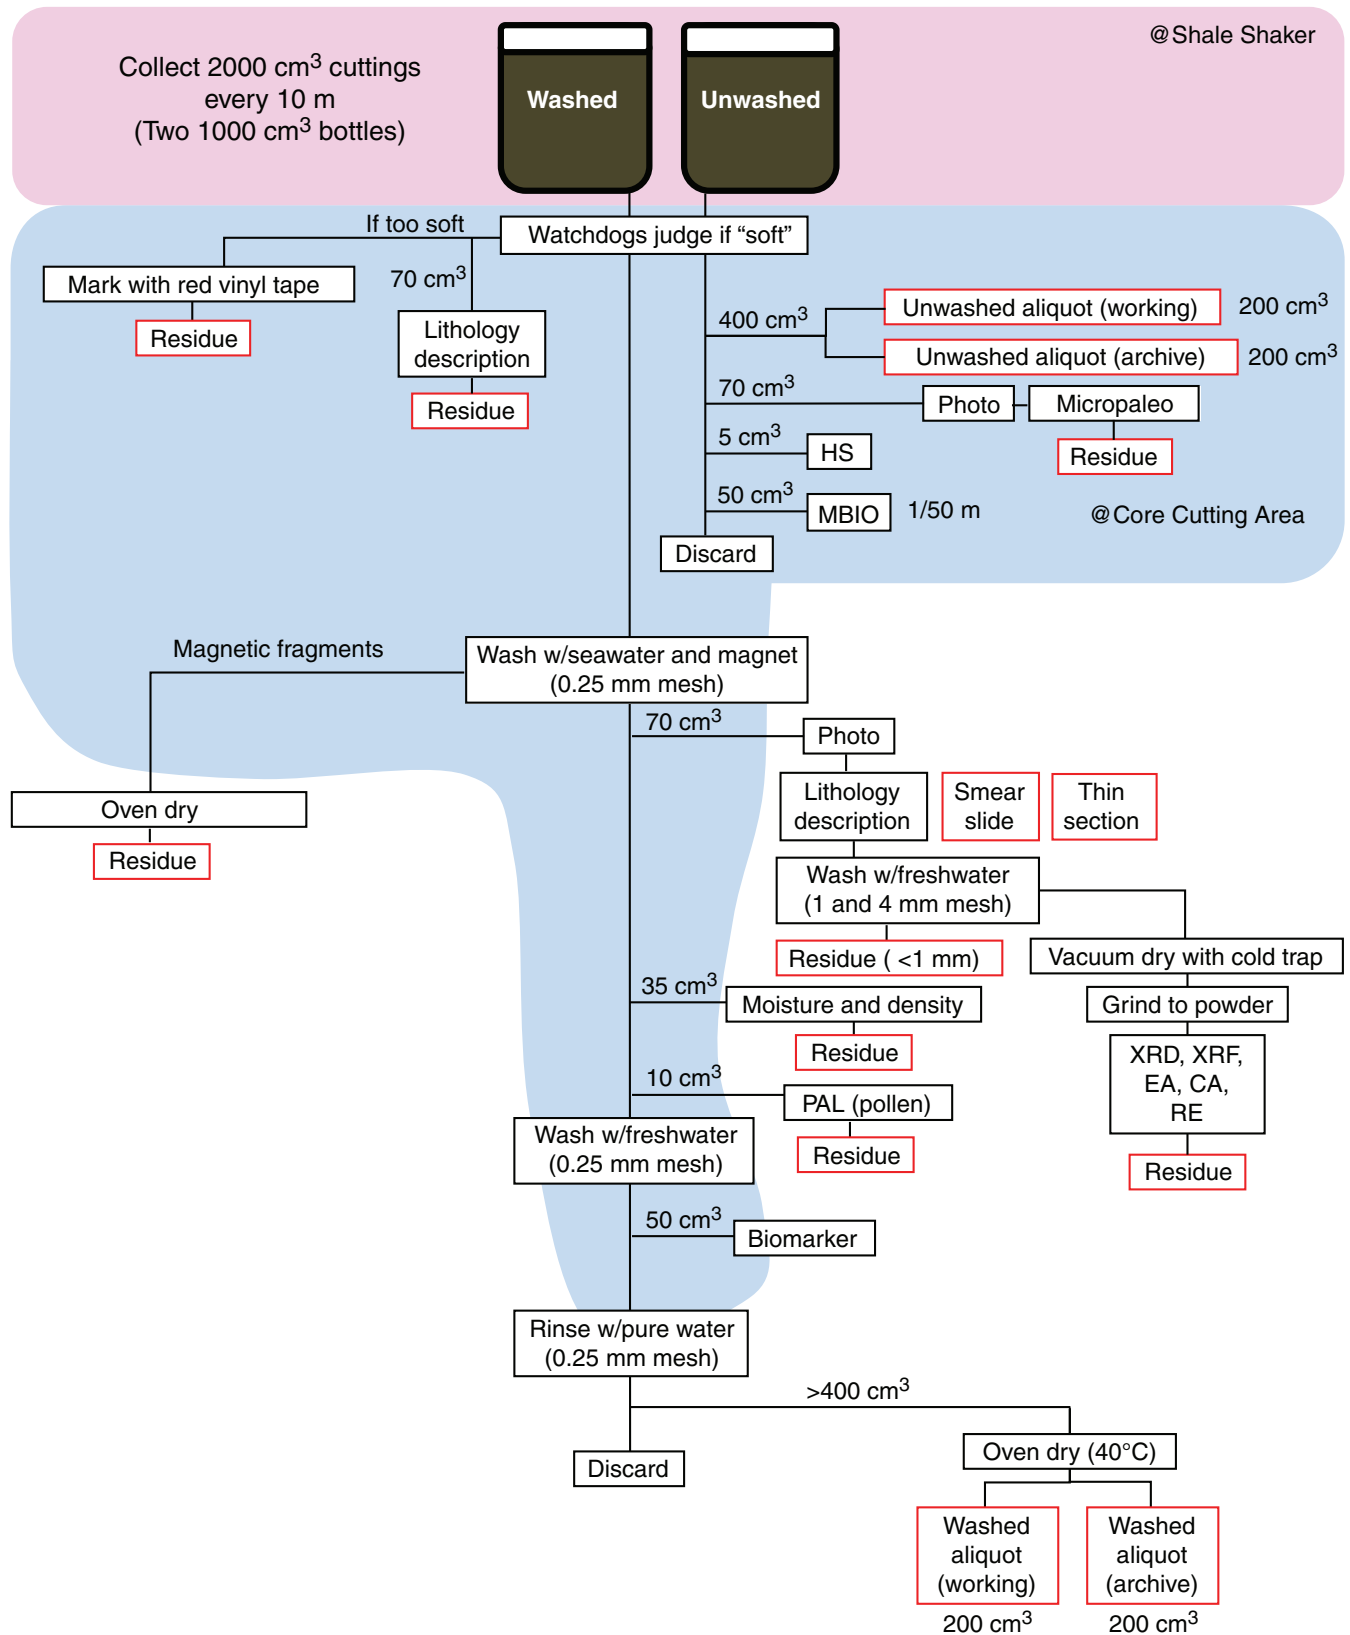 @Shale Shaker
Collect 2000 cm³ cuttings
every 10 m
(Two 1000 cm³ bottles)
Washed
Unwashed
Watchdogs judge if “soft”
If too soft
Mark with red vinyl tape
Residue
70 cm³
Lithology
description
Residue
400 cm³
Unwashed aliquot (working)
200 cm³
Unwashed aliquot (archive)
200 cm³
70 cm³
Photo
Micropaleo
Residue
5 cm³
HS
50 cm³
MBIO
1/50 m
@Core Cutting Area
Discard
Magnetic fragments
Wash w/seawater and magnet
(0.25 mm mesh)
Oven dry
Residue
70 cm³
Photo
Lithology
description
Smear
slide
Thin
section
Wash w/freshwater
(1 and 4 mm mesh)
Residue ( <1 mm)
Vacuum dry with cold trap
Grind to powder
XRD, XRF,
EA, CA,
RE
Residue
35 cm³
Moisture and density
Residue
10 cm³
PAL (pollen)
Residue
Wash w/freshwater
(0.25 mm mesh)
50 cm³
Biomarker
Rinse w/pure water
(0.25 mm mesh)
>400 cm³
Discard
Oven dry (40°C)
Washed
aliquot
(working)
200 cm³
Washed
aliquot
(archive)
200 cm³